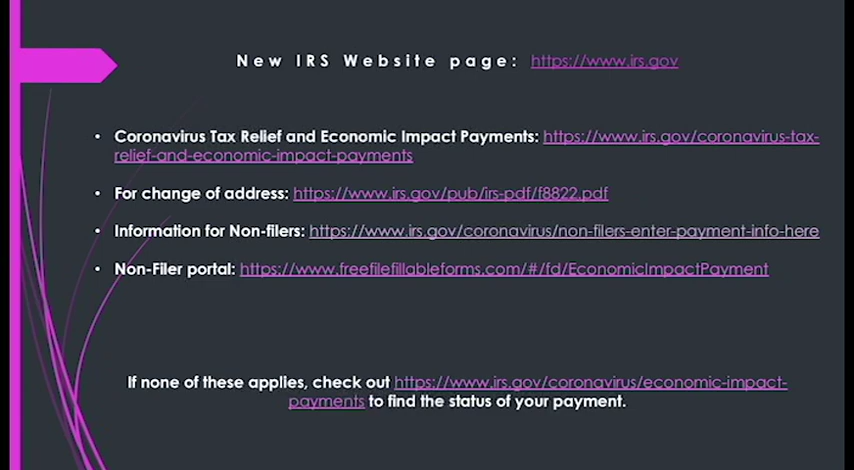 New IRS Website page: https://www.irs.gov
• Coronavirus Tax Relief and Economic Impact Payments: https://www.irs.gov/coronavirus-tax-
relief-and-economic-impact-payments
• For change of address: https://www.irs.gov/pub/irs-pdf/f8822.pdf
• Information for Non-filers: https://www.irs.gov/coronavirus/non-filers-enter-payment-info-here
• Non-Filer portal: https://www.freefilefillableforms.com/#/fd/EconomicImpactPayment
If none of these applies, check out https://www.irs.gov/coronavirus/economic-impact-
payments to find the status of your payment.